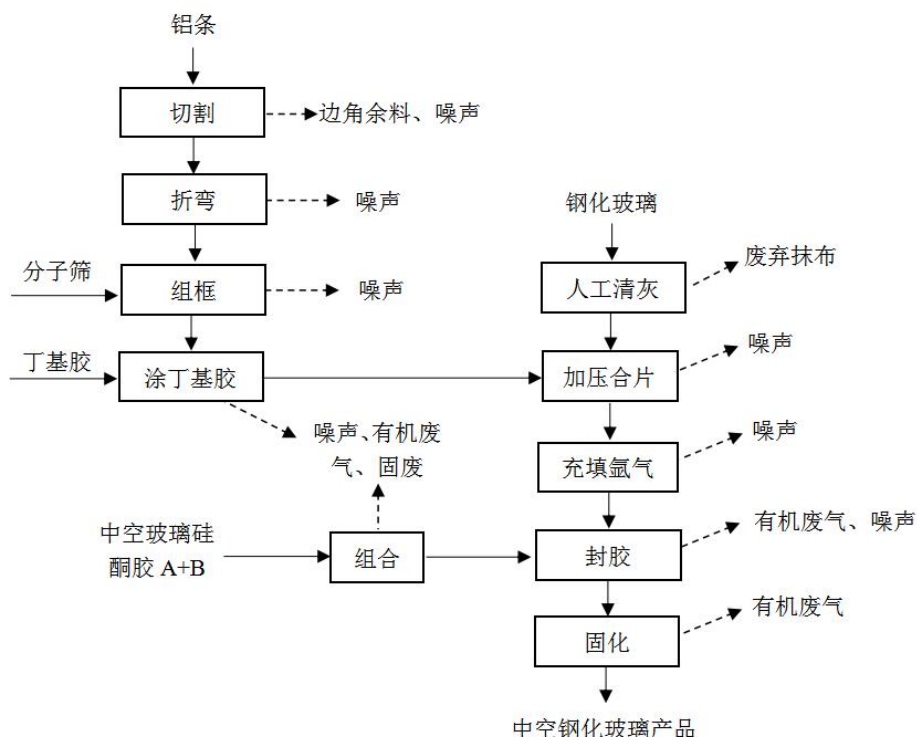 铝条
切割
边角余料、噪声
折弯
噪声
钢化玻璃
分子筛
组框
噪声
人工清灰
废弃抹布
丁基胶
涂丁基胶
加压合片
噪声
噪声、有机废
气、固废
充填氩气
噪声
中空玻璃硅
酮胶 A+B
组合
封胶
有机废气、噪声
固化
有机废气
中空钢化玻璃产品